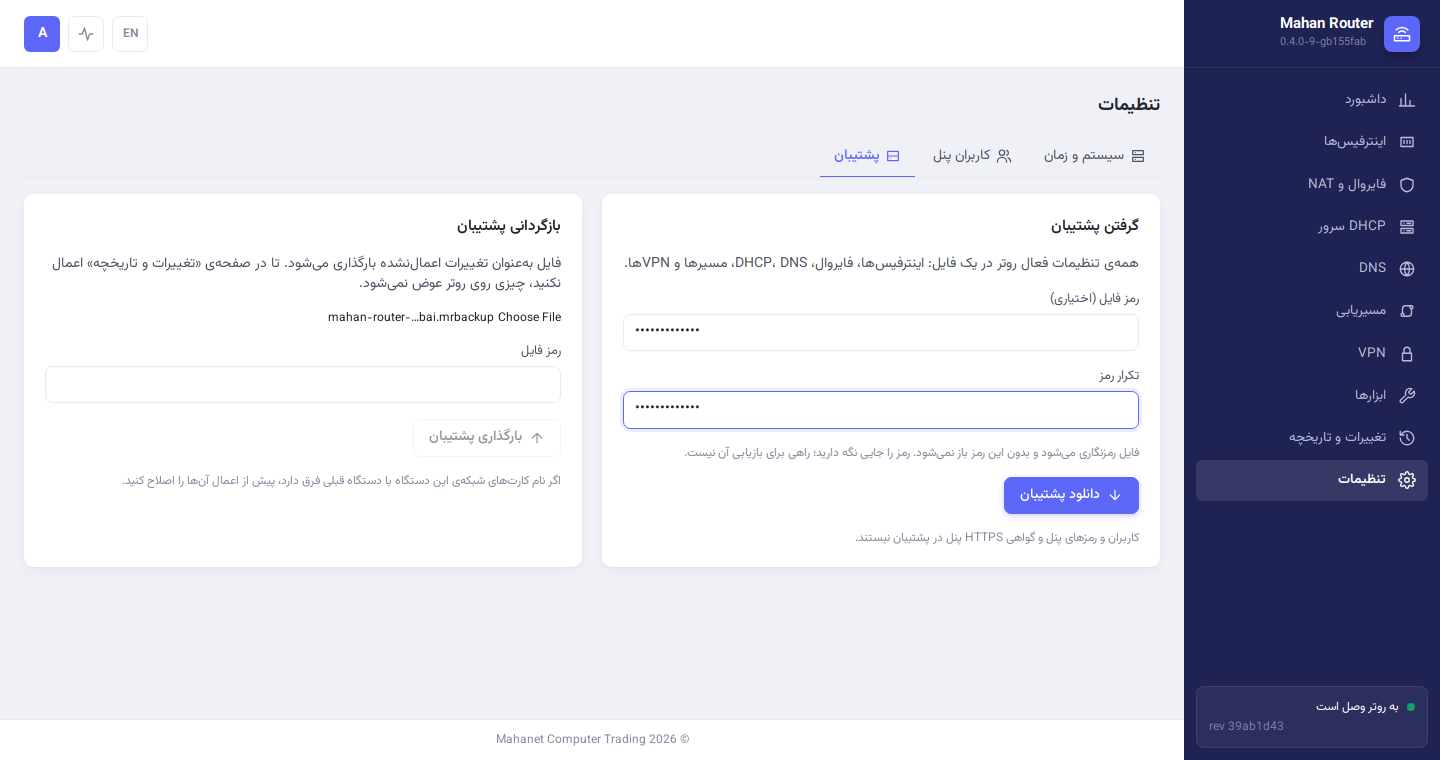 Mahan Router
0.4.0-9-gb155fab
داشبورد
اینترفیس‌ها
فایروال و NAT
DHCP سرور
DNS
مسیریابی
VPN
ابزارها
تغییرات و تاریخچه
تنظیمات
به روتر وصل است
rev 39ab1d43
EN
A
تنظیمات
سیستم و زمان
کاربران پنل
پشتیبان
گرفتن پشتیبان
همه‌ی تنظیمات فعال روتر در یک فایل: اینترفیس‌ها، فایروال، DHCP، DNS، مسیرها و VPNها.
رمز فایل (اختیاری)
•••••••••••••
تکرار رمز
•••••••••••••
فایل رمزنگاری می‌شود و بدون این رمز باز نمی‌شود. رمز را جایی نگه دارید؛ راهی برای بازیابی آن نیست.
دانلود پشتیبان
کاربران و رمزهای پنل و گواهی HTTPS پنل در پشتیبان نیستند.
بازگردانی پشتیبان
فایل به‌عنوان تغییرات اعمال‌نشده بارگذاری می‌شود. تا در صفحه‌ی «تغییرات و تاریخچه» اعمال
نکنید، چیزی روی روتر عوض نمی‌شود.
Choose File mahan-router-…bai.mrbackup
رمز فایل
بارگذاری پشتیبان
اگر نام کارت‌های شبکه‌ی این دستگاه با دستگاه قبلی فرق دارد، پیش از اعمال آن‌ها را اصلاح کنید.
© 2026 Mahanet Computer Trading